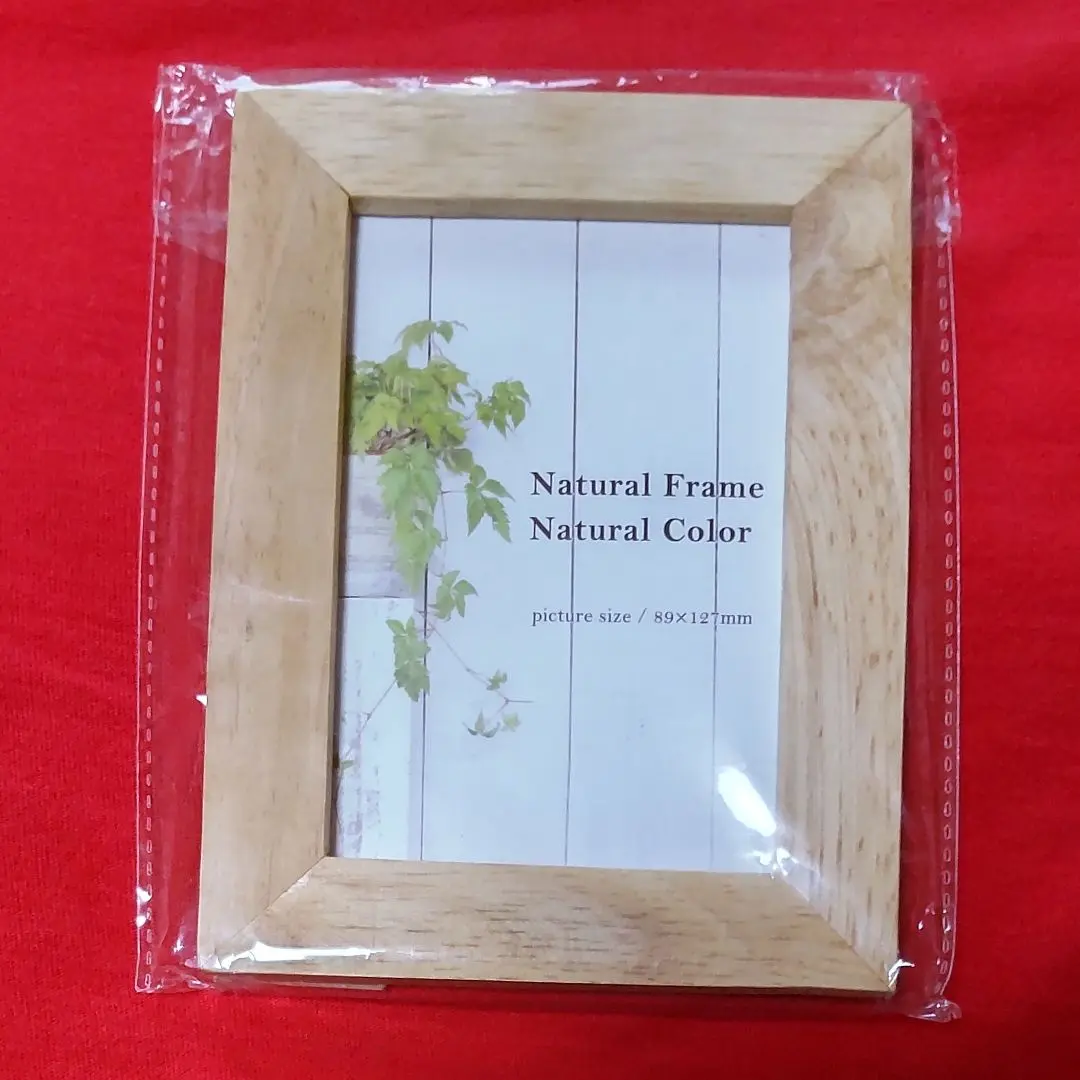 Natural Frame
Natural Color
picture size / 89×127mm